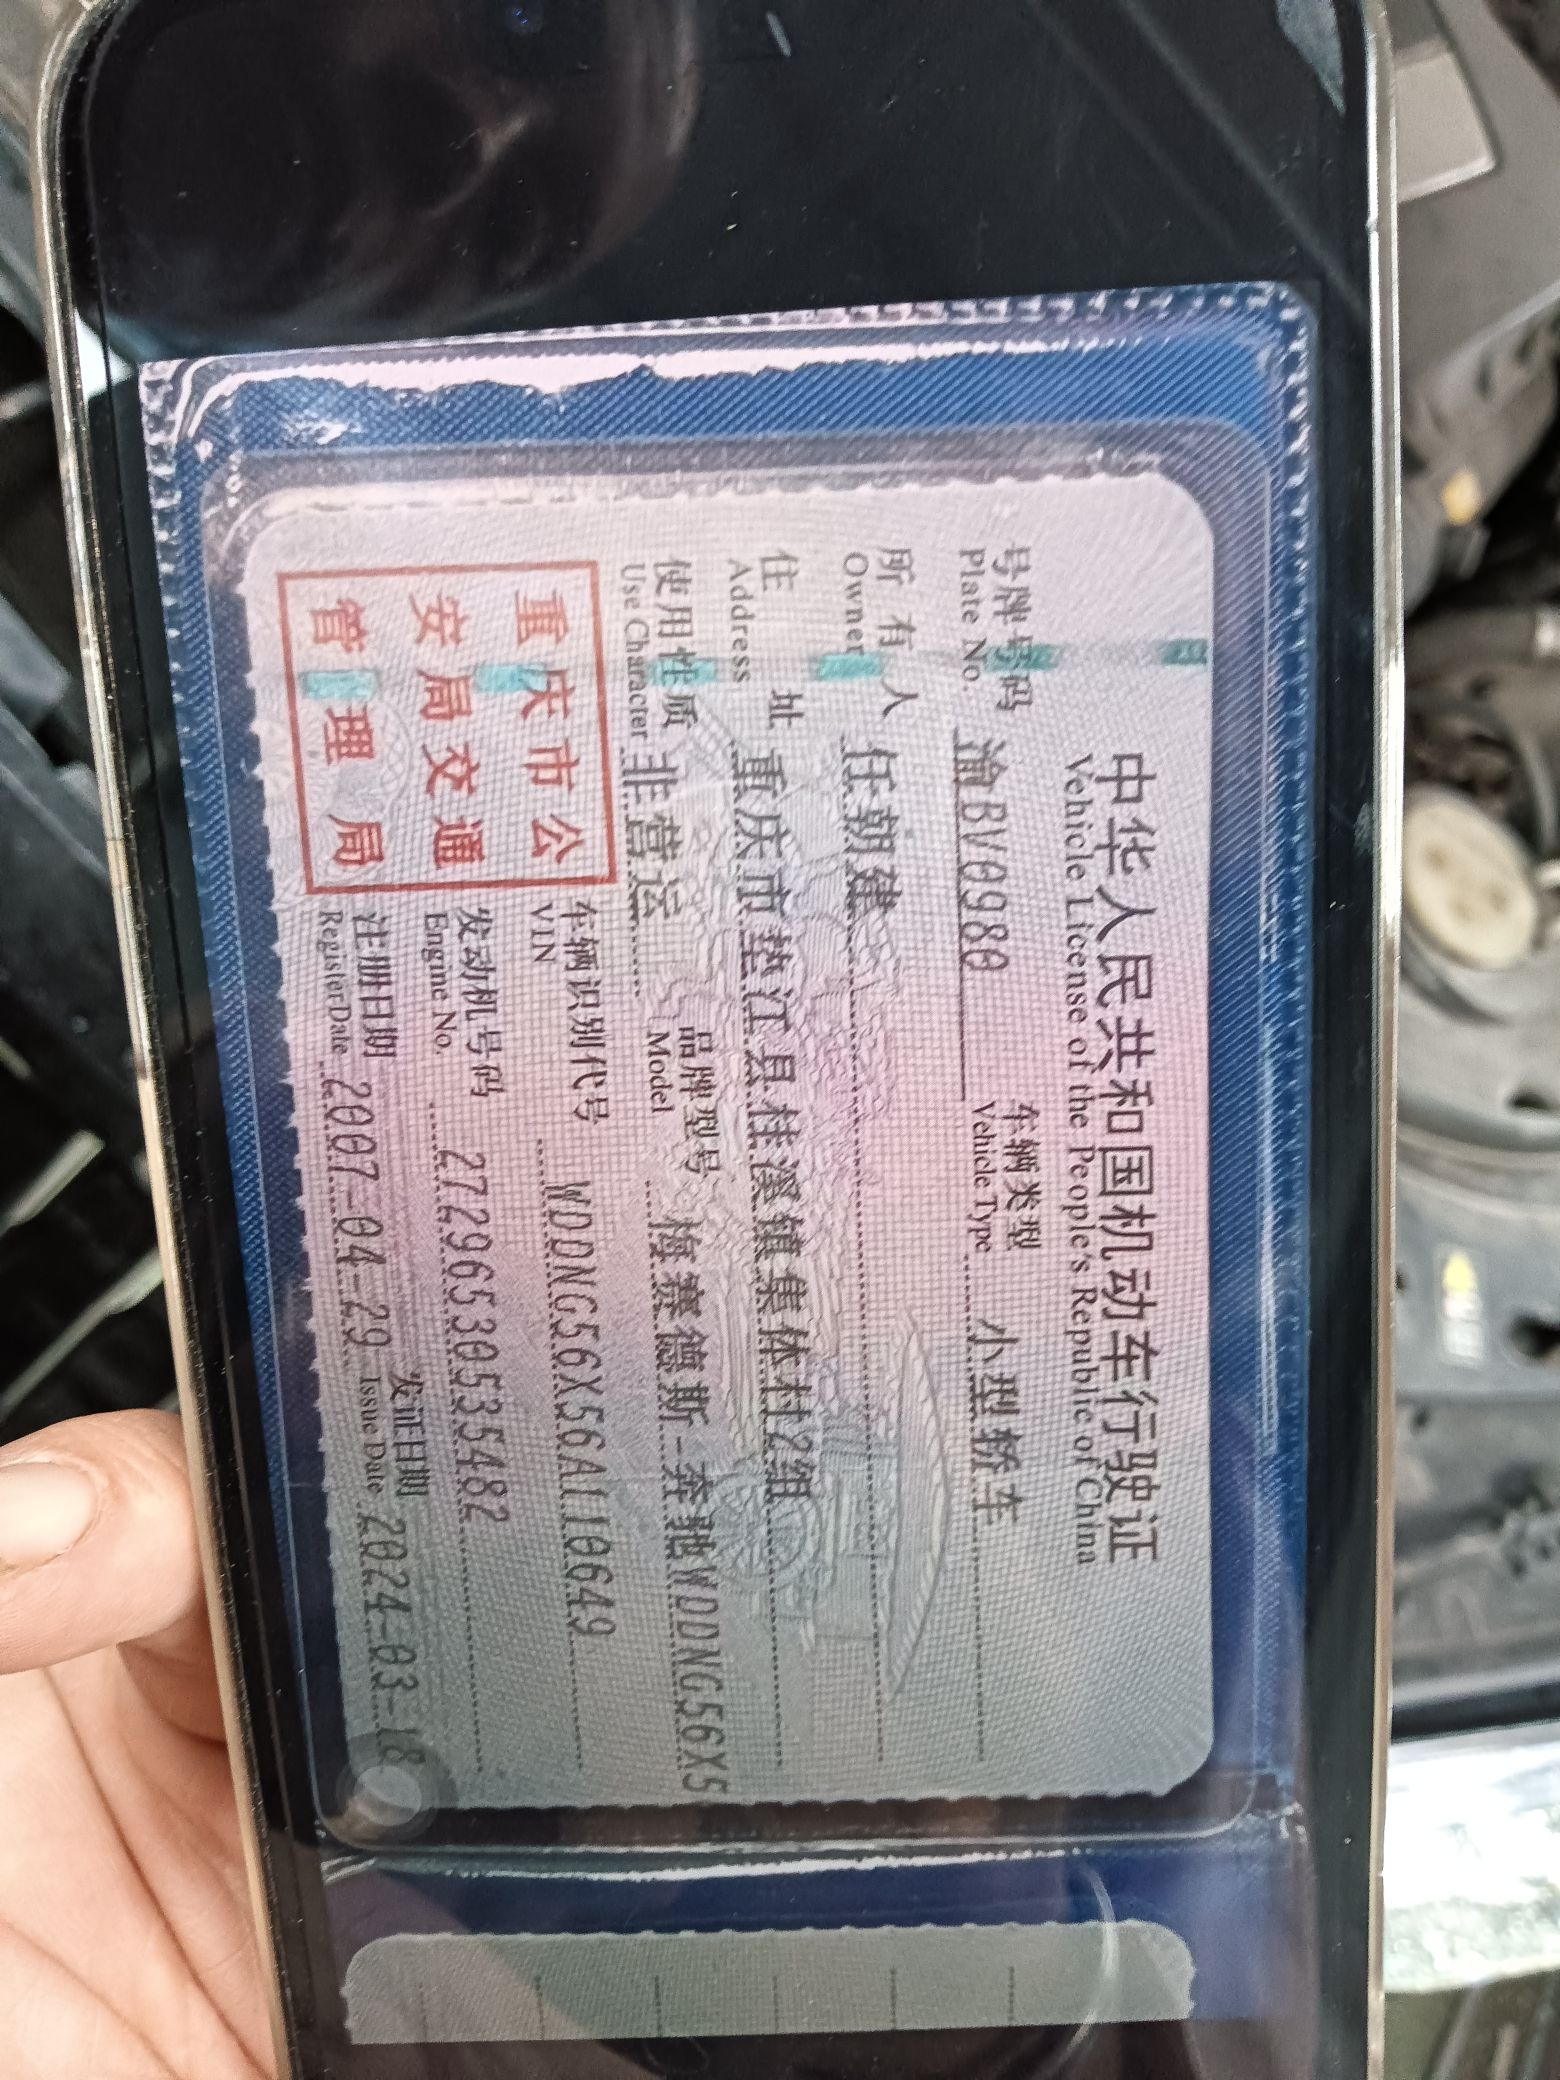 中华人民共和国机动车行驶证
Vehicle License of the People's Republic of China
号牌号码 渝BV0980 车辆类型 小型轿车
Plate No. Vehicle Type
所有人 任朝建
Owner
住址 重庆市垫江县桂溪镇集体村2组
Address
使用性质 非营运 品牌型号 梅赛德斯-奔驰WDDNG56X5
Use Character Model
重庆市公
安局交通
管理局
车辆识别代号 WDDNG56X56A110649
VIN
发动机号码 27296530535482
Engine No.
注册日期 2007-04-29 发证日期 2024-03-18
Register Date Issue Date